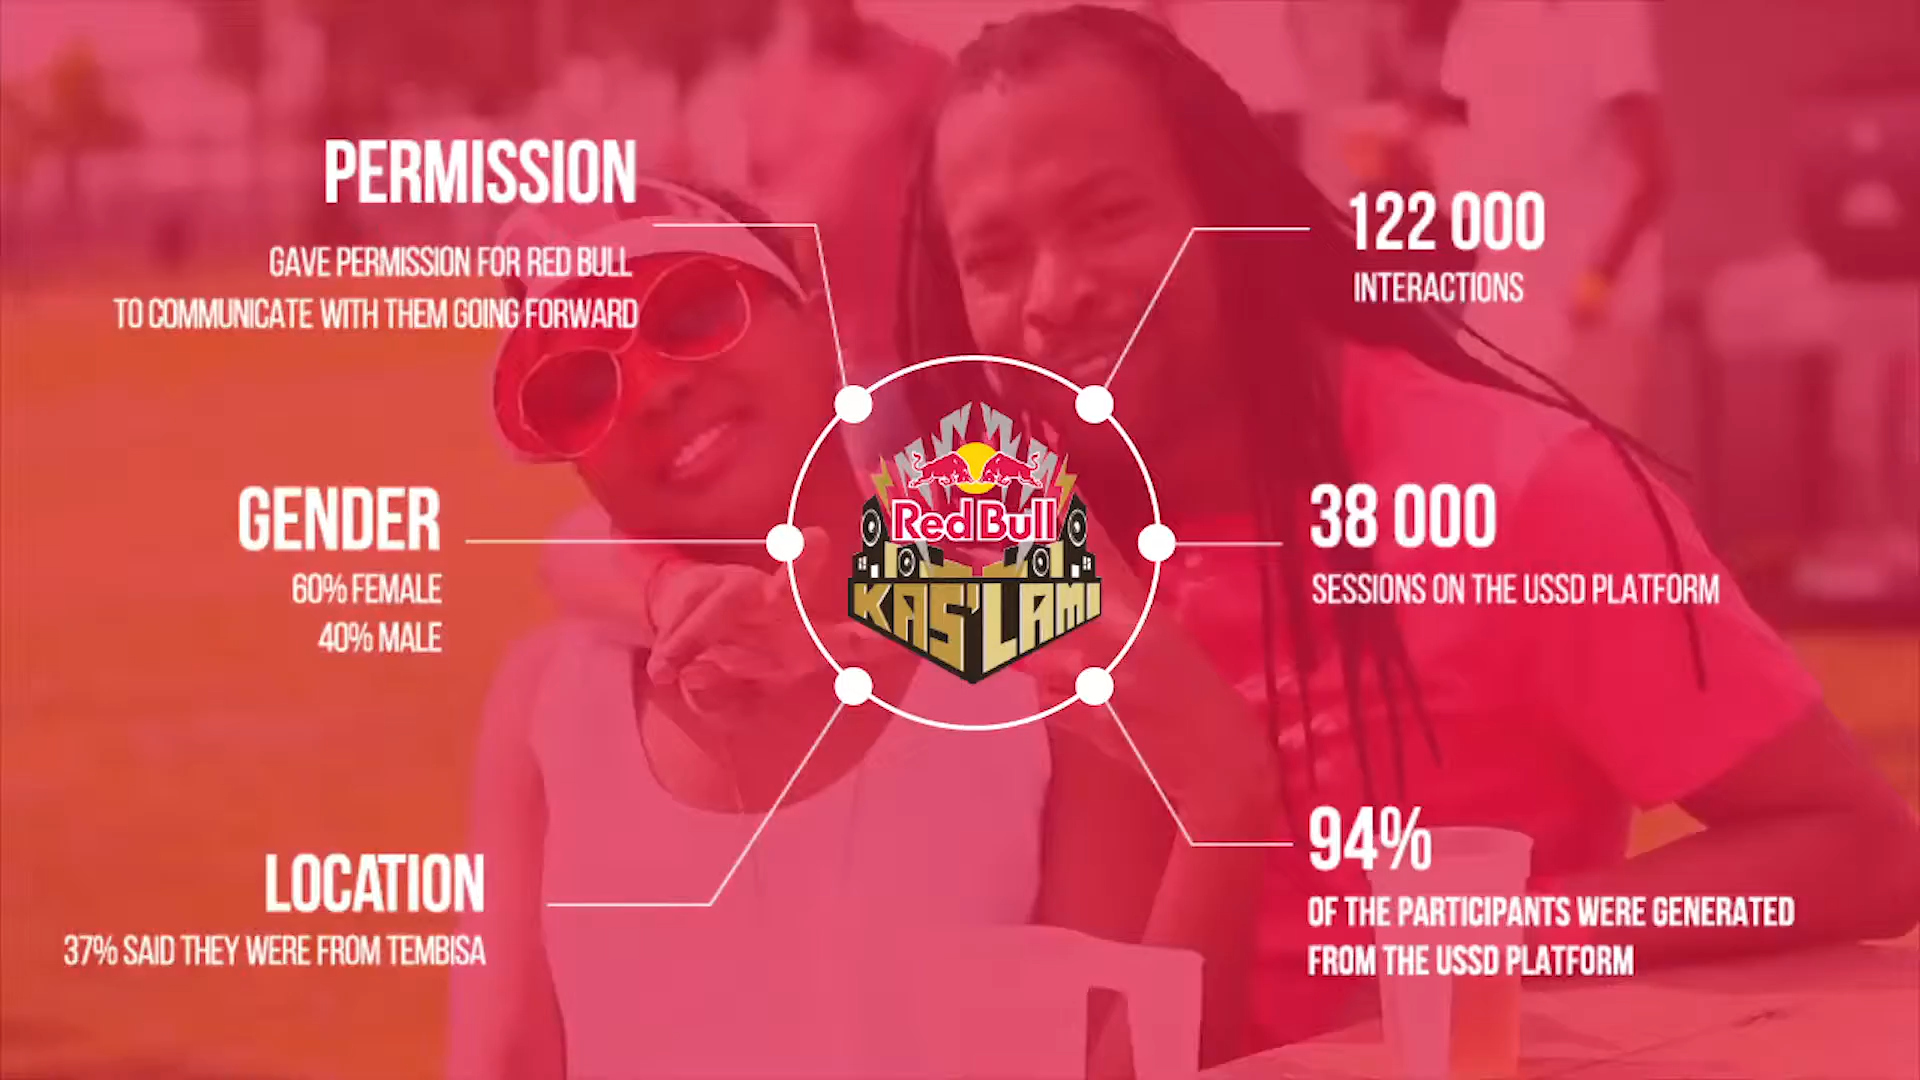 PERMISSION
GAVE PERMISSION FOR RED BULL
TO COMMUNICATE WITH THEM GOING FORWARD
GENDER
60% FEMALE
40% MALE
LOCATION
37% SAID THEY WERE FROM TEMBISA
Red Bull
KAS'LAMI
122 000
INTERACTIONS
38 000
SESSIONS ON THE USSD PLATFORM
94%
OF THE PARTICIPANTS WERE GENERATED
FROM THE USSD PLATFORM